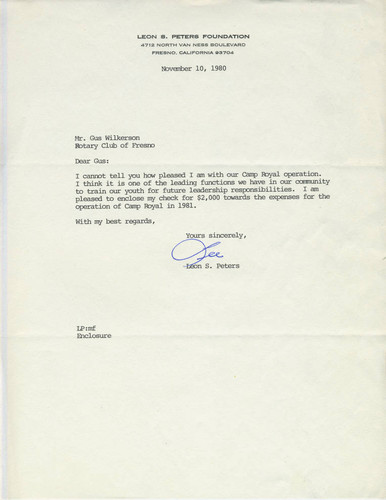 LEON S. PETERS FOUNDATION
4712 NORTH VAN NESS BOULEVARD
FRESNO, CALIFORNIA 93704
November 10, 1980
Mr. Gus Wilkerson
Rotary Club of Fresno
Dear Gus:
I cannot tell you how pleased I am with our Camp Royal operation.
I think it is one of the leading functions we have in our community
to train our youth for future leadership responsibilities. I am
pleased to enclose my check for $2,000 towards the expenses for the
operation of Camp Royal in 1981.
With my best regards,
Yours sincerely,
Lee
Leon S. Peters
LP:mf
Enclosure